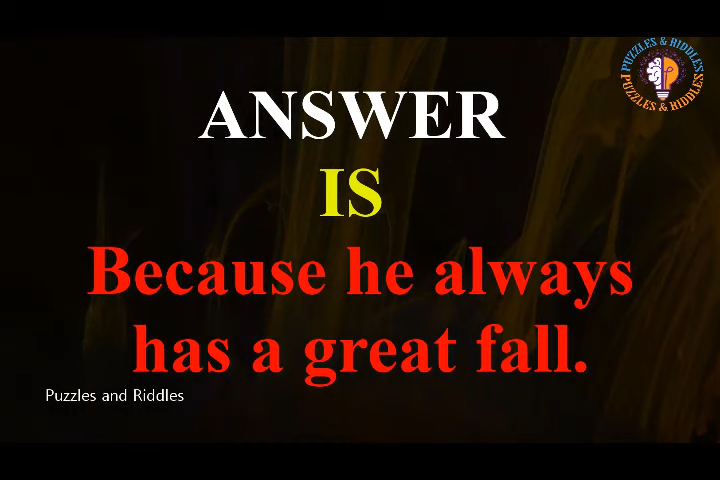 PUZZLES & RIDDLES
PUZZLES & RIDDLES
ANSWER
IS
Because he always
has a great fall.
Puzzles and Riddles